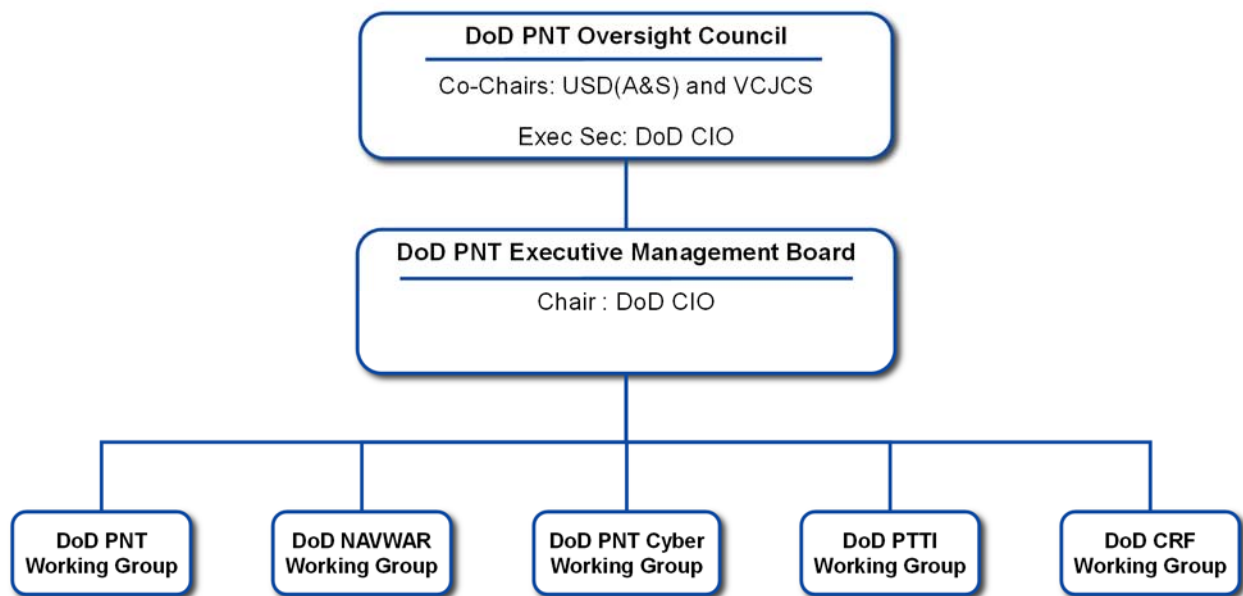 DoD PNT Oversight Council
Co-Chairs: USD(A&S) and VCJCS
Exec Sec: DoD CIO
DoD PNT Executive Management Board
Chair : DoD CIO
DoD PNT
Working Group
DoD NAVWAR
Working Group
DoD PNT Cyber
Working Group
DoD PTTI
Working Group
DoD CRF
Working Group